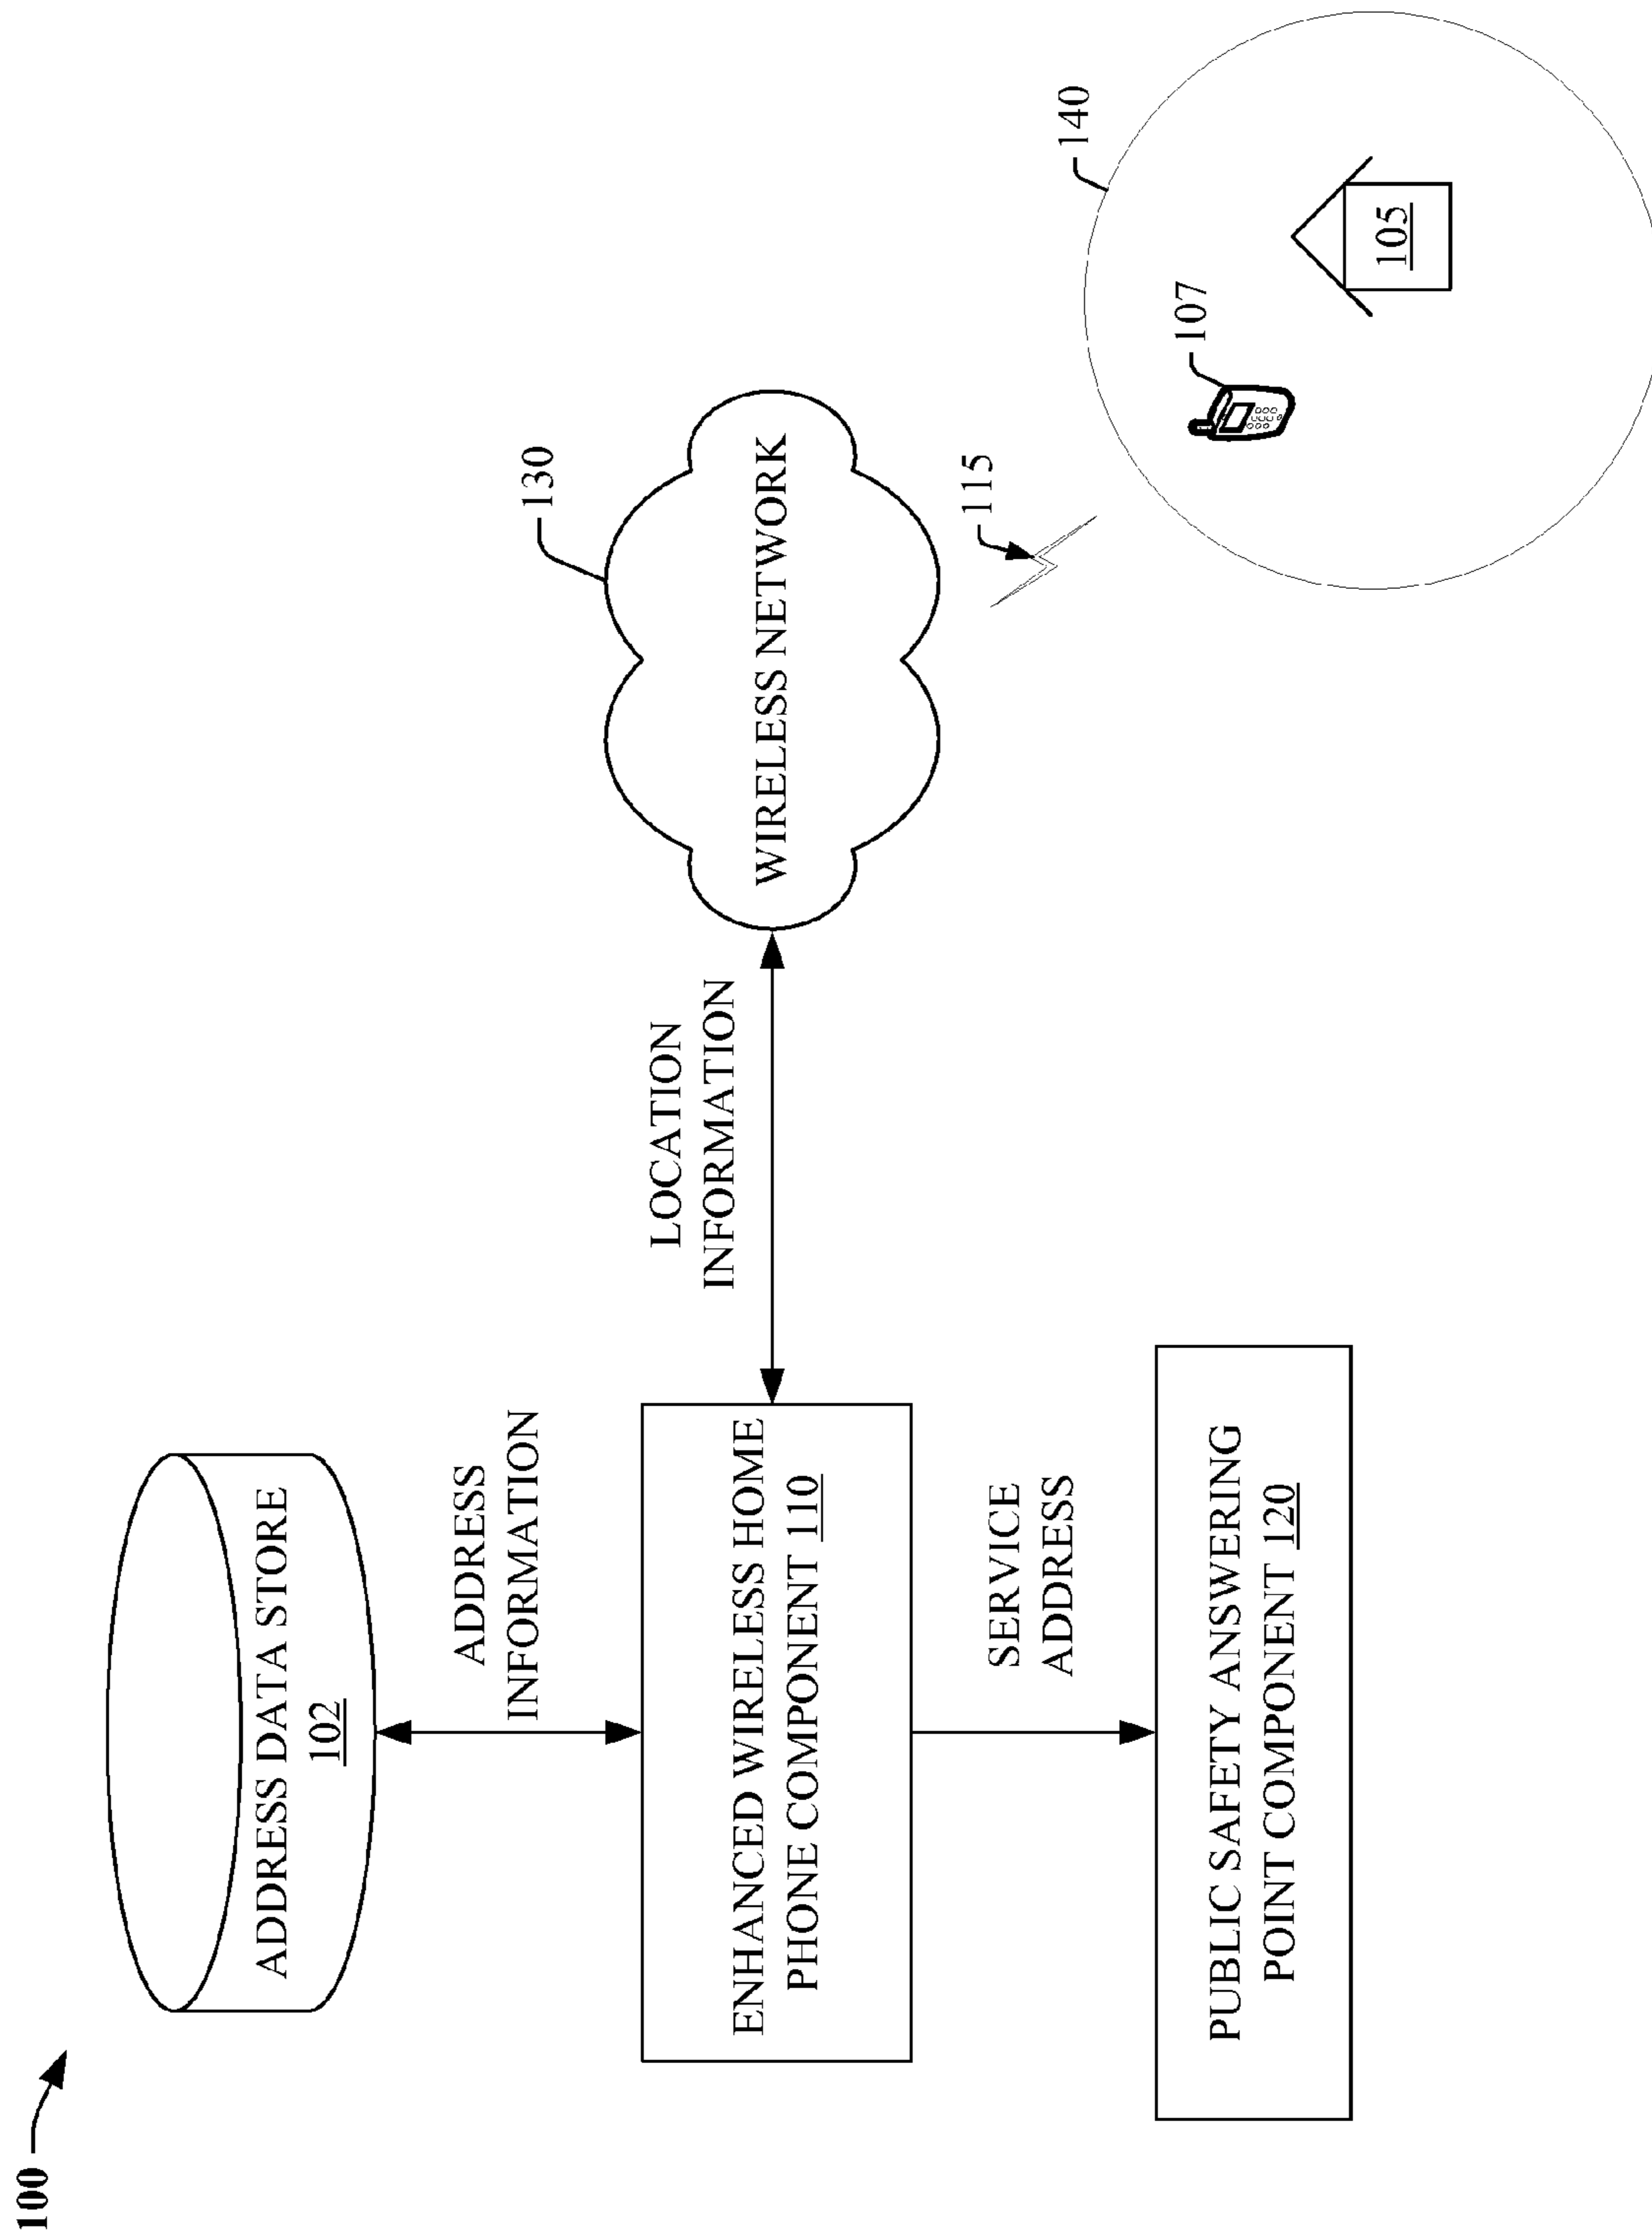 100
ADDRESS DATA STORE
102
ADDRESS
INFORMATION
ENHANCED WIRELESS HOME
PHONE COMPONENT 110
LOCATION
INFORMATION
130
WIRELESS NETWORK
SERVICE
ADDRESS
PUBLIC SAFETY ANSWERING
POINT COMPONENT 120
115
140
107
105